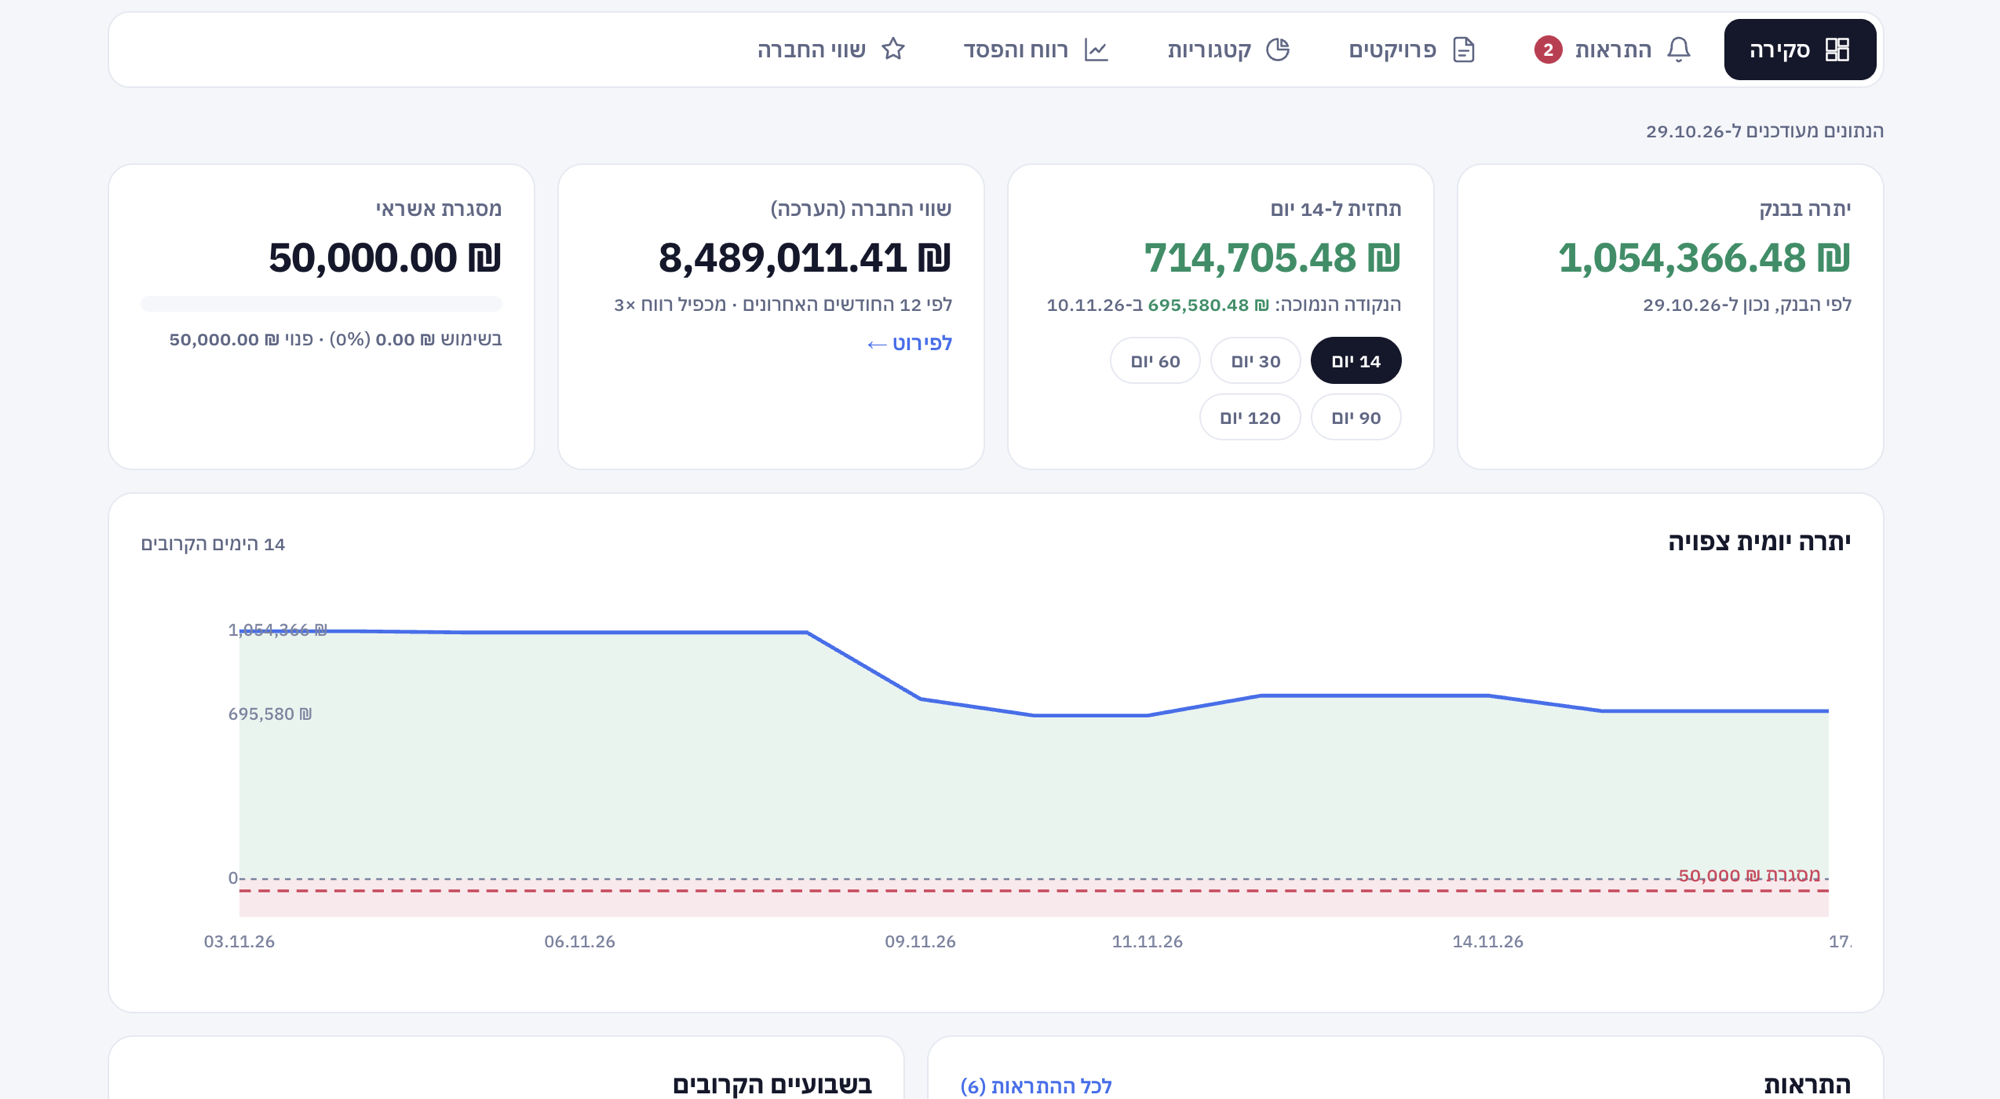 סקירה
התראות 2
פרויקטים
קטגוריות
רווח והפסד
שווי החברה
הנתונים מעודכנים ל-29.10.26
יתרה בבנק
₪ 1,054,366.48
לפי הבנק, נכון ל-29.10.26
תחזית ל-14 יום
₪ 714,705.48
הנקודה הנמוכה: ₪ 695,580.48 ב-10.11.26
14 יום
30 יום
60 יום
90 יום
120 יום
שווי החברה (הערכה)
₪ 8,489,011.41
לפי 12 החודשים האחרונים · מכפיל רווח ×3
לפירוט ←
מסגרת אשראי
₪ 50,000.00
בשימוש ₪ 0.00 (0%) · פנוי ₪ 50,000.00
יתרה יומית צפויה
14 הימים הקרובים
1,054,366 ₪
695,580 ₪
0
מסגרת ₪ 50,000
03.11.26
06.11.26
09.11.26
11.11.26
14.11.26
17.
התראות
לכל ההתראות (6)
בשבועיים הקרובים